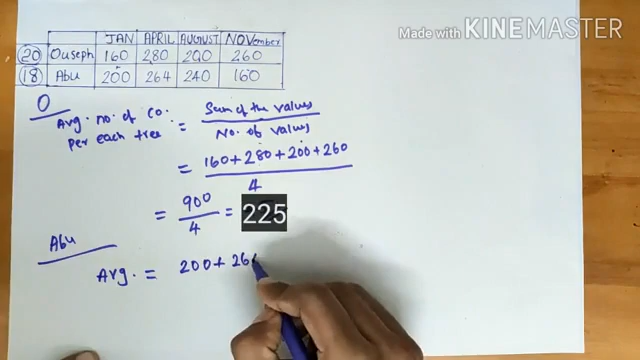 Made with KINEMASTER
JAN APRIL AUGUST NOVember
20 Ouseph 160 280 200 260
18 Abu 200 264 240 160
O
Avg. no. of co. per each tree = Sum of the values / No. of values
= 160+280+200+260 / 4
= 900 / 4 = 225
Abu
Avg. = 200+26